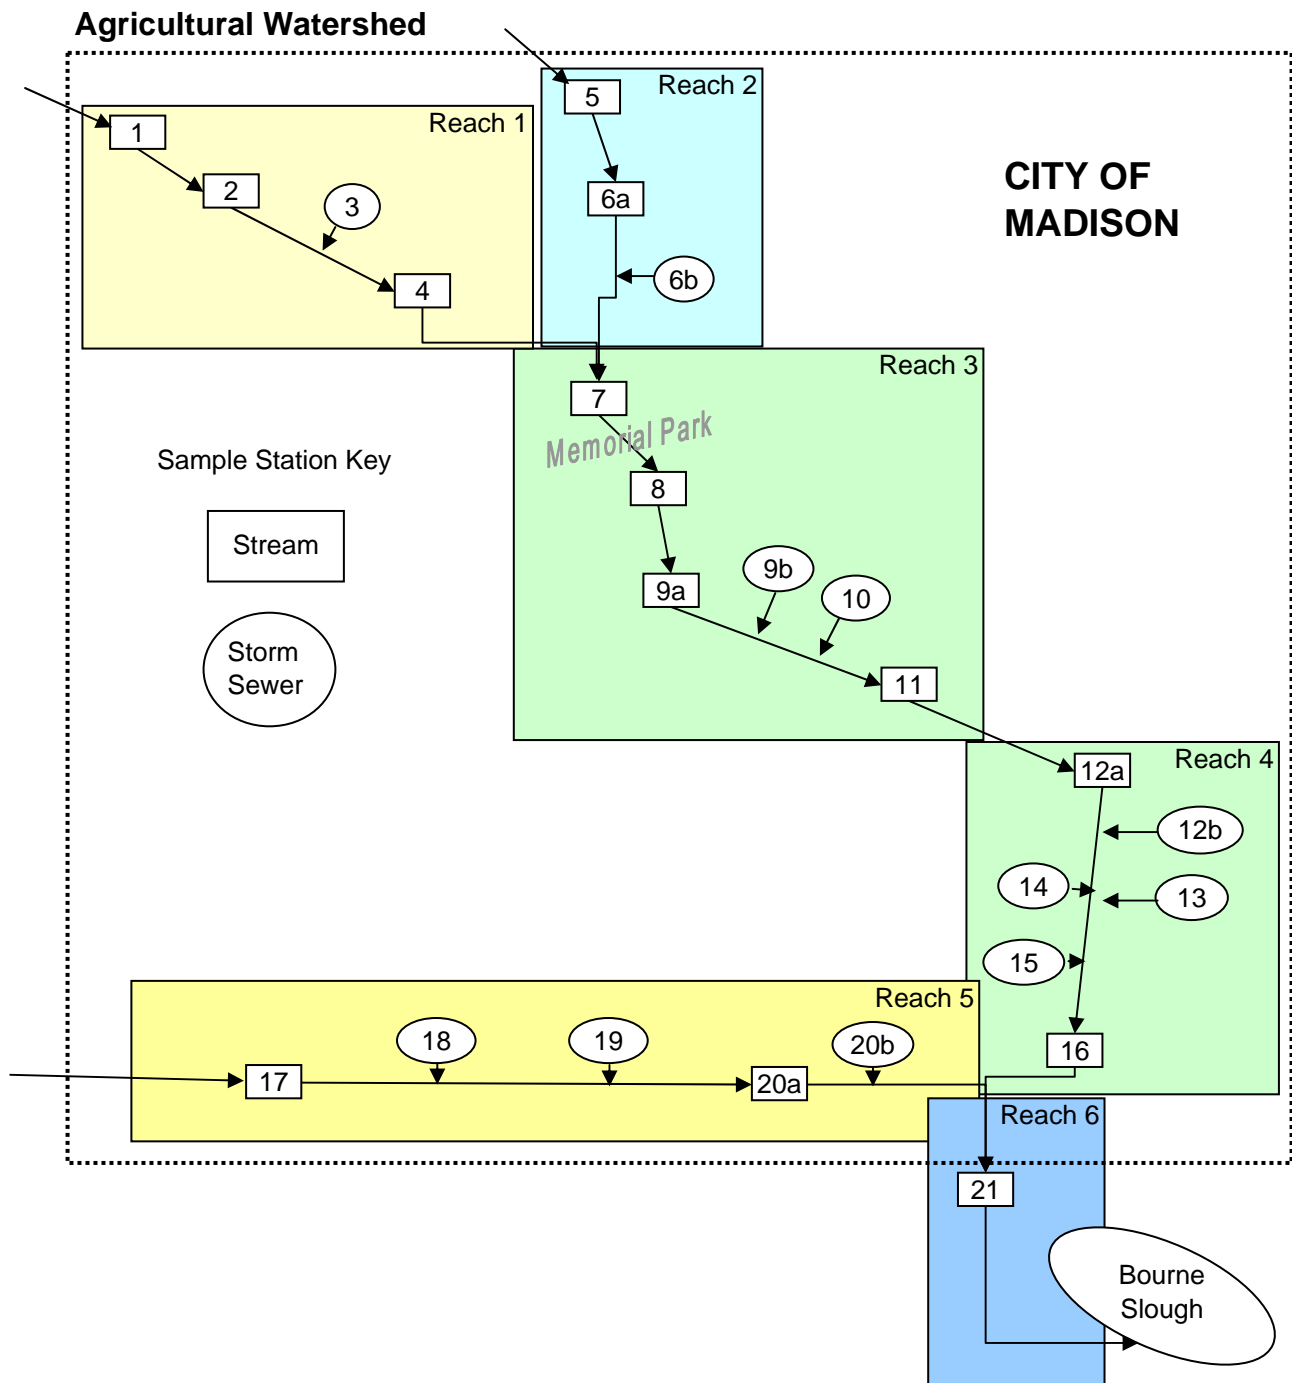 Agricultural Watershed
CITY OF
MADISON
Reach 1
1
2
3
4
Reach 2
5
6a
6b
Reach 3
7
Memorial Park
8
9a
9b
10
11
Sample Station Key
Stream
Storm
Sewer
Reach 4
12a
12b
14
13
15
16
Reach 5
17
18
19
20a
20b
Reach 6
21
Bourne
Slough